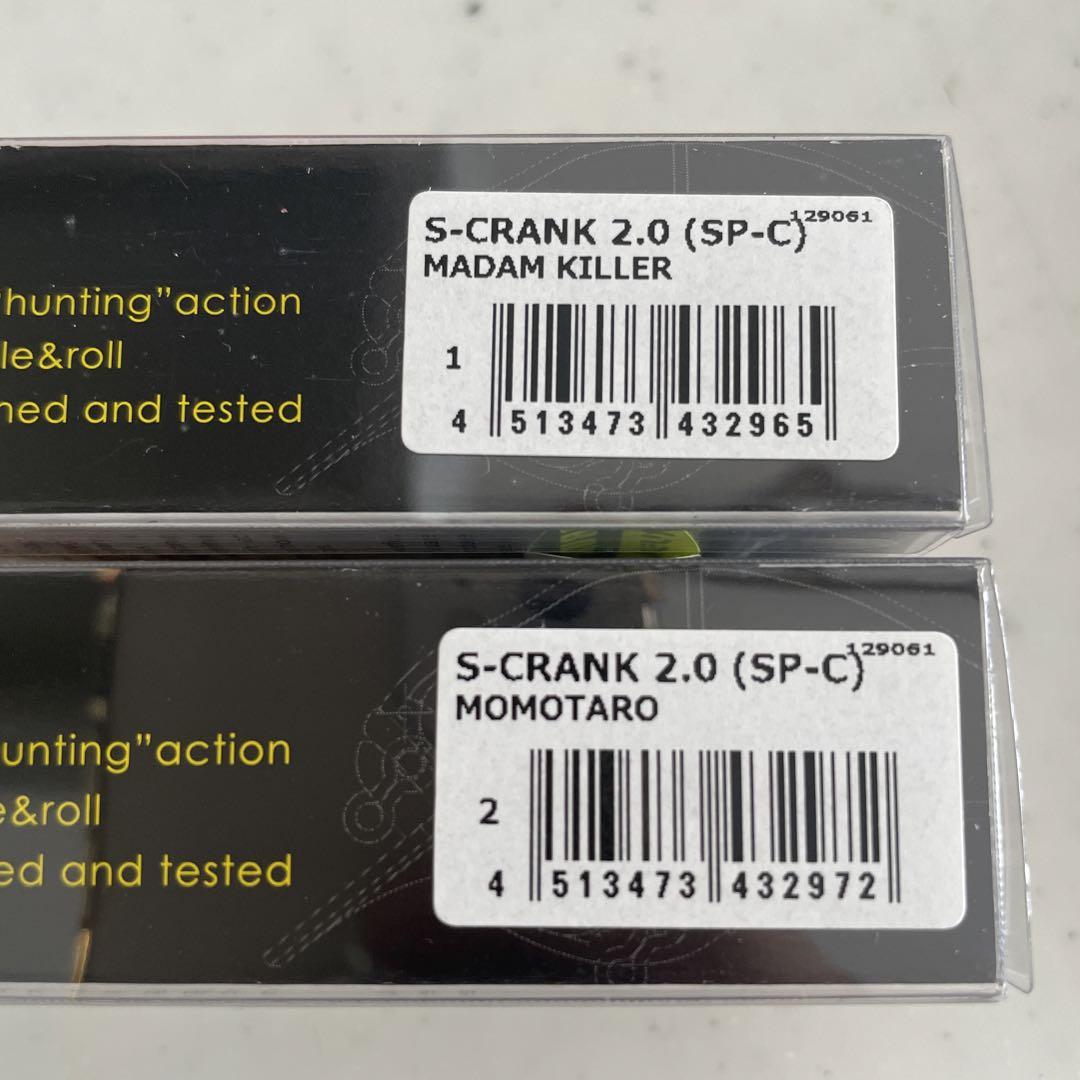 hunting”action
le&roll
ned and tested
129061
S-CRANK 2.0 (SP-C)
MADAM KILLER
1
4 513473 432965
unting”action
e&roll
ed and tested
129061
S-CRANK 2.0 (SP-C)
MOMOTARO
2
4 513473 432972